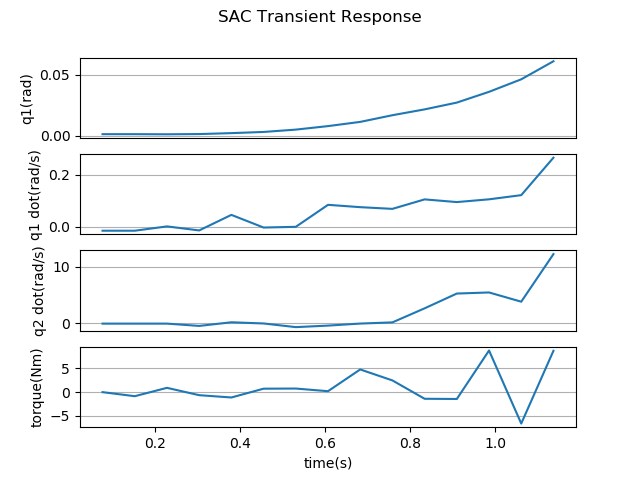 SAC Transient Response
q1(rad)
0.05
0.00
q1 dot(rad/s)
0.2
0.0
q2 dot(rad/s)
10
0
torque(Nm)
5
0
−5
0.2 0.4 0.6 0.8 1.0
time(s)